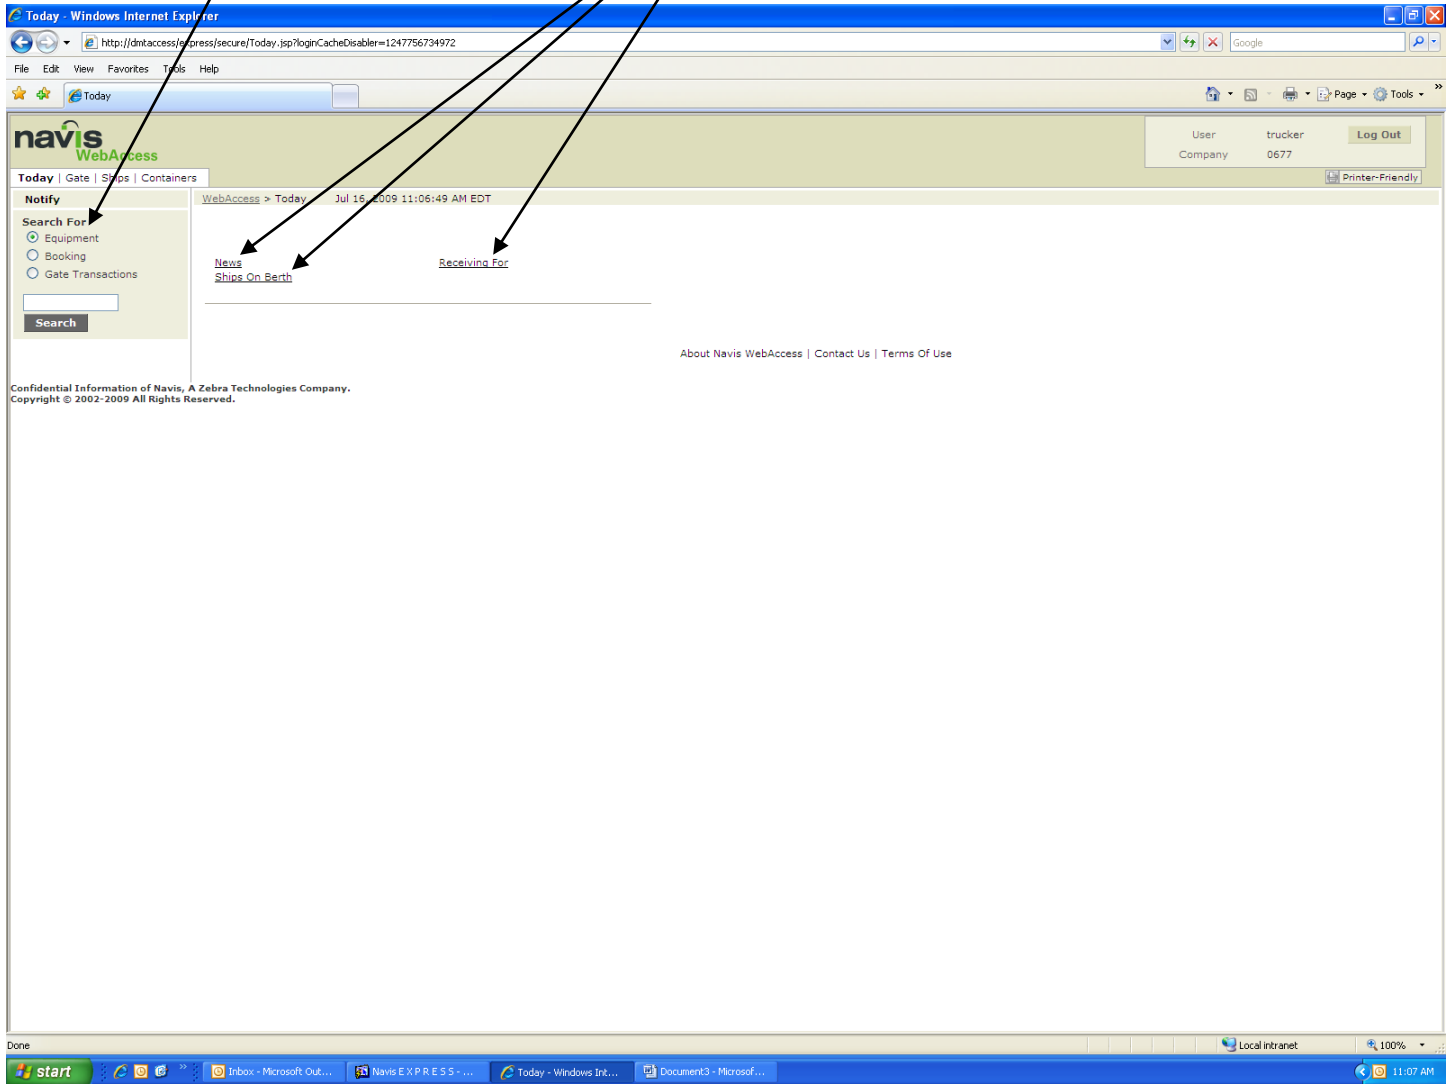 Today - Windows Internet Explorer
http://dmtaccess/express/secure/Today.jsp?loginCacheDisabler=1247756734972
Google
File Edit View Favorites Tools Help
Today
Page Tools
navis
WebAccess
User trucker Log Out
Company 0677
Today | Gate | Ships | Containers
Printer-Friendly
Notify
WebAccess > Today Jul 16, 2009 11:06:49 AM EDT
Search For
Equipment
Booking
Gate Transactions
News
Receiving For
Ships On Berth
Search
About Navis WebAccess | Contact Us | Terms Of Use
Confidential Information of Navis, A Zebra Technologies Company.
Copyright © 2002-2009 All Rights Reserved.
Done
Local intranet
100%
start
Inbox - Microsoft Out...
Navis E X P R E S S - ...
Today - Windows Int...
Document3 - Microsof...
11:07 AM